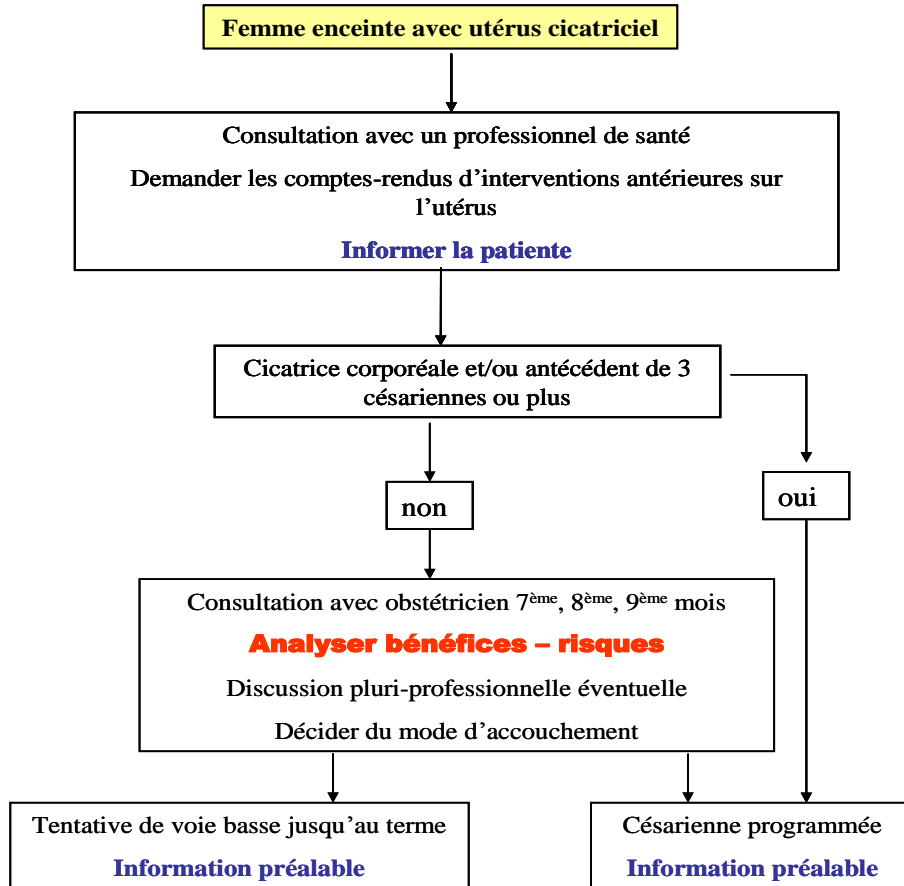 Femme enceinte avec utérus cicatriciel
Consultation avec un professionnel de santé
Demander les comptes-rendus d’interventions antérieures sur
l’utérus
Informer la patiente
Cicatrice corporéale et/ou antécédent de 3
césariennes ou plus
non
oui
Consultation avec obstétricien 7ème, 8ème, 9ème mois
Analyser bénéfices – risques
Discussion pluri-professionnelle éventuelle
Décider du mode d’accouchement
Tentative de voie basse jusqu’au terme
Information préalable
Césarienne programmée
Information préalable